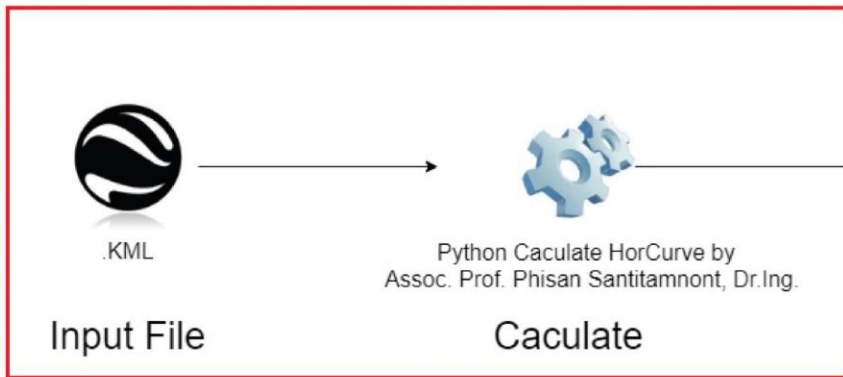 .KML
Python Caculate HorCurve by
Assoc. Prof. Phisan Santitamnont, Dr.Ing.
Input File
Caculate